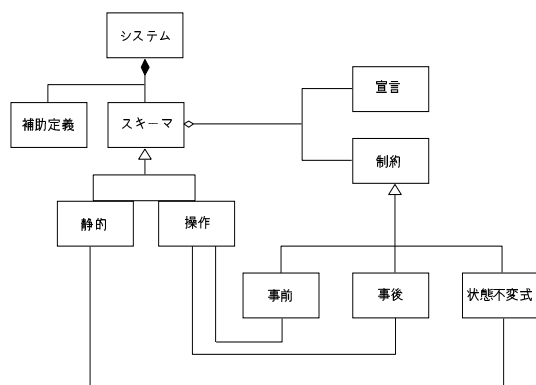 システム
宣言
補助定義
スキーマ
制約
静的
操作
事前
事後
状態不変式